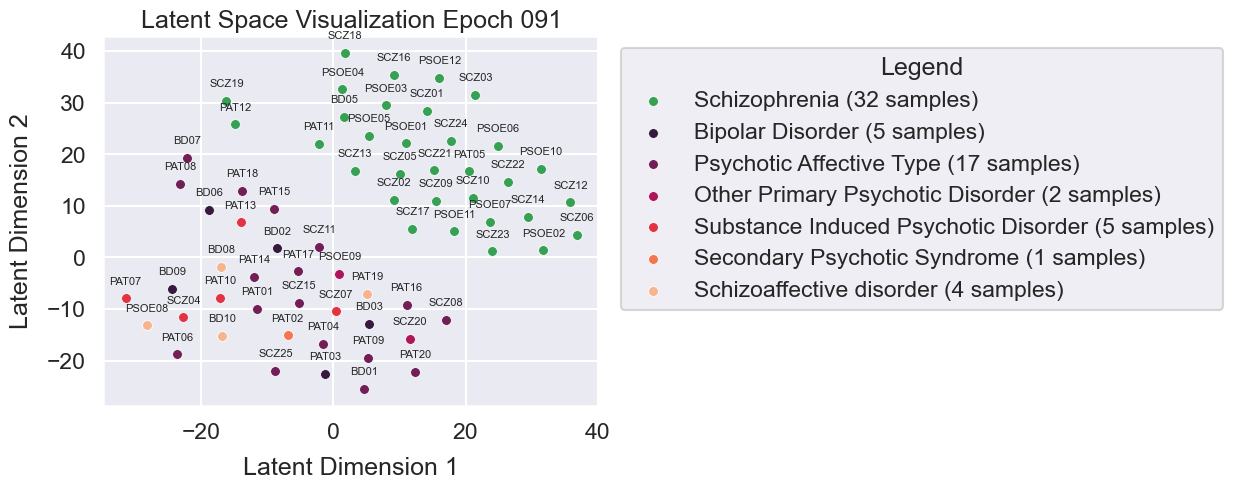 Latent Space Visualization Epoch 091
Latent Dimension 2
40
30
20
10
0
−10
−20
SCZ18
SCZ16
PSOE12
PSOE04
SCZ03
SCZ19
PSOE03
BD05
SCZ01
PAT12
PSOE05
PSOE01
SCZ24
PSOE06
PAT11
BD07
SCZ13
SCZ05
SCZ21
PAT05
PSOE10
PAT08
SCZ22
PAT18
BD06
PAT15
SCZ02
SCZ09
SCZ10
SCZ12
PAT13
SCZ17
PSOE11
PSOE07
SCZ14
SCZ06
BD02
SCZ11
SCZ23
PSOE02
BD08
PAT14
PAT17
PSOE09
PAT07
BD09
PAT10
PAT19
PSOE08
SCZ04
PAT01
SCZ15
SCZ07
PAT16
BD10
PAT02
BD03
SCZ08
PAT06
PAT04
SCZ20
SCZ25
PAT03
PAT09
PAT20
BD01
−20
0
20
40
Latent Dimension 1
Legend
Schizophrenia (32 samples)
Bipolar Disorder (5 samples)
Psychotic Affective Type (17 samples)
Other Primary Psychotic Disorder (2 samples)
Substance Induced Psychotic Disorder (5 samples)
Secondary Psychotic Syndrome (1 samples)
Schizoaffective disorder (4 samples)